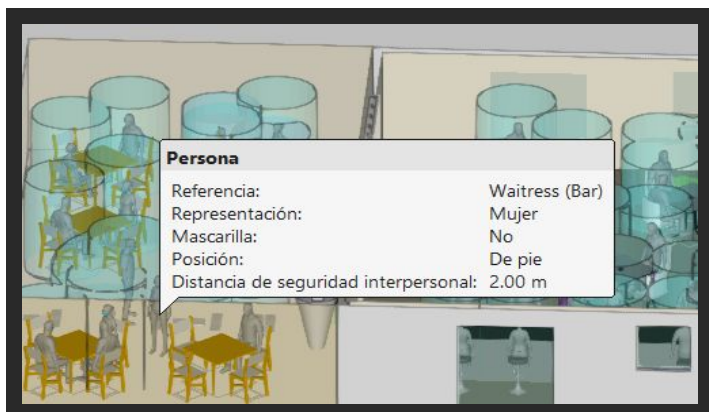 Persona
Referencia: Waitress (Bar)
Representación: Mujer
Mascarilla: No
Posición: De pie
Distancia de seguridad interpersonal: 2.00 m